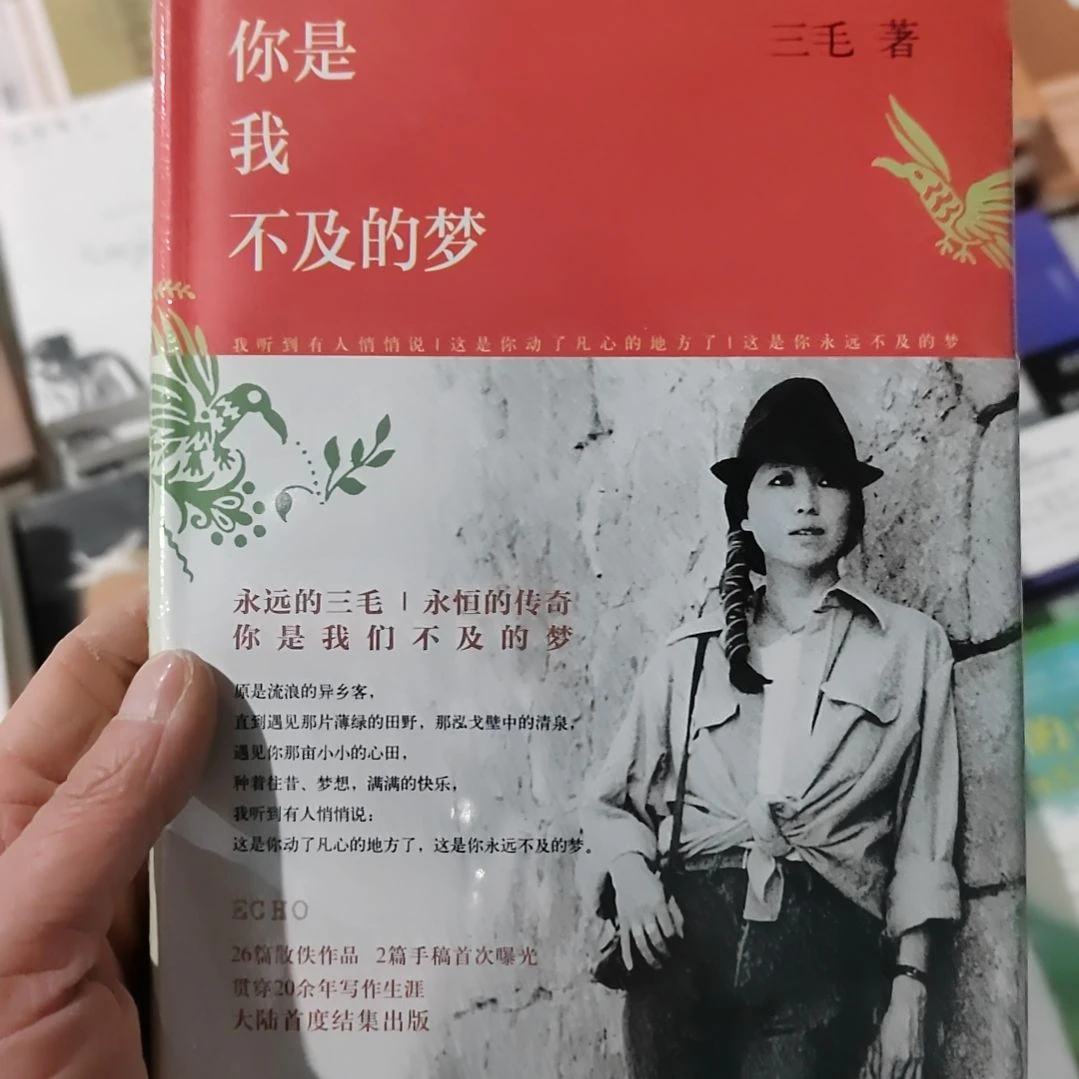 你是
我
不及的梦
三毛 著
我听到有人悄悄说|这是你动了凡心的地方了|这是你永远不及的梦
永远的三毛|永恒的传奇
你是我们不及的梦
原是流浪的异乡客，
直到遇见那片薄绿的田野，那泓戈壁中的清泉，
遇见你那亩小小的心田，
种着往昔、梦想，满满的快乐，
我听到有人悄悄说：
这是你动了凡心的地方了，这是你永远不及的梦。
ECHO
26篇散佚作品 2篇手稿首次曝光
贯穿20余年写作生涯
大陆首度结集出版